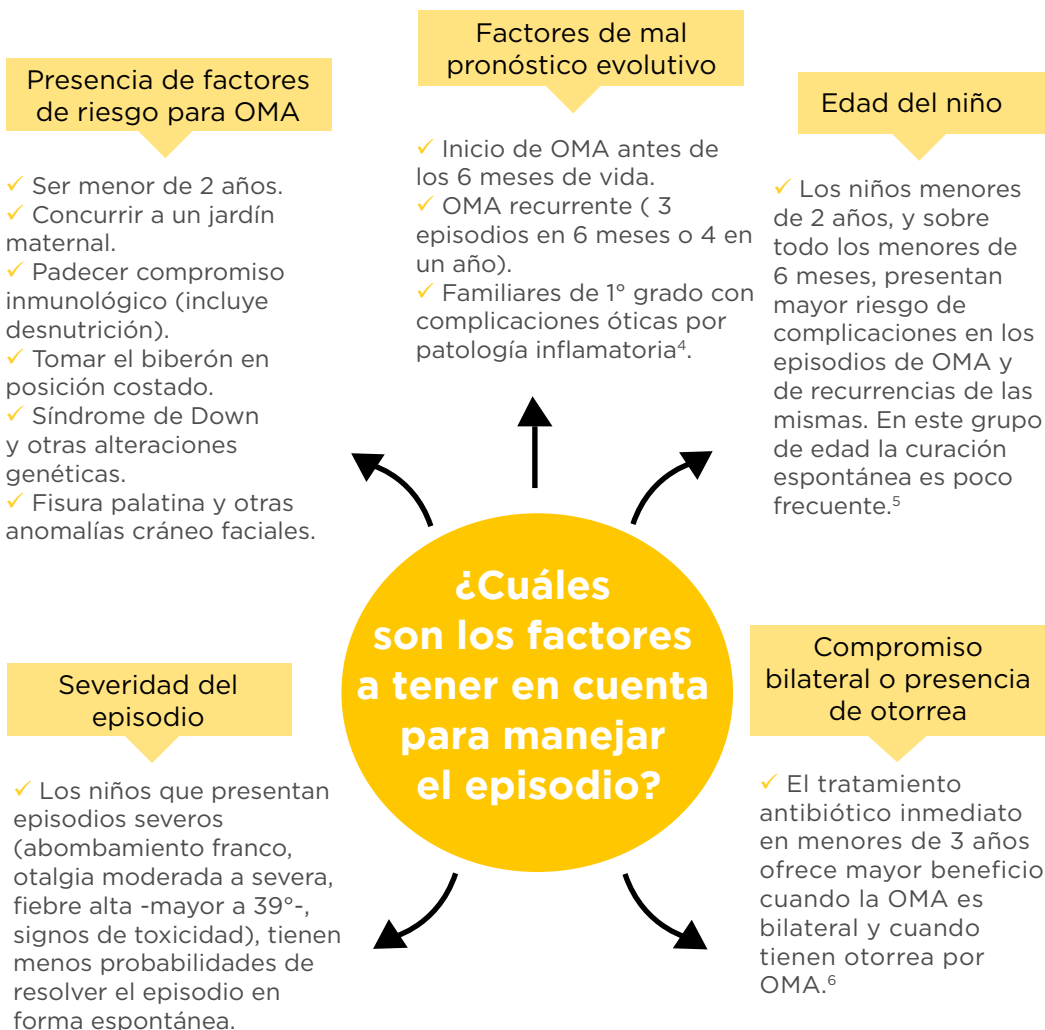 Presencia de factores
de riesgo para OMA
✓ Ser menor de 2 años.
✓ Concurrir a un jardín
maternal.
✓ Padecer compromiso
inmunológico (incluye
desnutrición).
✓ Tomar el biberón en
posición costado.
✓ Síndrome de Down
y otras alteraciones
genéticas.
✓ Fisura palatina y otras
anomalías cráneo faciales.
Factores de mal
pronóstico evolutivo
✓ Inicio de OMA antes de
los 6 meses de vida.
✓ OMA recurrente ( 3
episodios en 6 meses o 4 en
un año).
✓ Familiares de 1° grado con
complicaciones óticas por
patología inflamatoria⁴.
Edad del niño
✓ Los niños menores
de 2 años, y sobre
todo los menores de
6 meses, presentan
mayor riesgo de
complicaciones en los
episodios de OMA y
de recurrencias de las
mismas. En este grupo
de edad la curación
espontánea es poco
frecuente.⁵
¿Cuáles
son los factores
a tener en cuenta
para manejar
el episodio?
Severidad del
episodio
✓ Los niños que presentan
episodios severos
(abombamiento franco,
otalgia moderada a severa,
fiebre alta -mayor a 39°-,
signos de toxicidad), tienen
menos probabilidades de
resolver el episodio en
forma espontánea.
Compromiso
bilateral o presencia
de otorrea
✓ El tratamiento
antibiótico inmediato
en menores de 3 años
ofrece mayor beneficio
cuando la OMA es
bilateral y cuando
tienen otorrea por
OMA.⁶